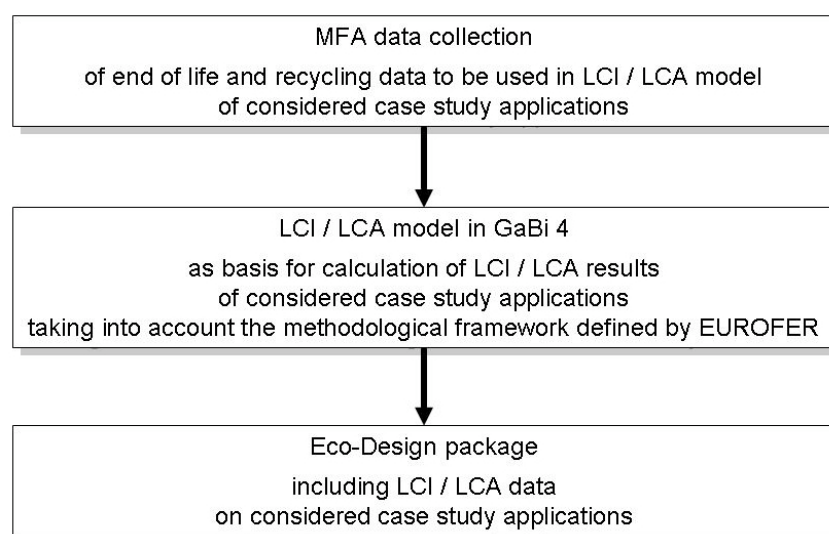 MFA data collection
of end of life and recycling data to be used in LCI / LCA model
of considered case study applications
LCI / LCA model in GaBi 4
as basis for calculation of LCI / LCA results
of considered case study applications
taking into account the methodological framework defined by EUROFER
Eco-Design package
including LCI / LCA data
on considered case study applications